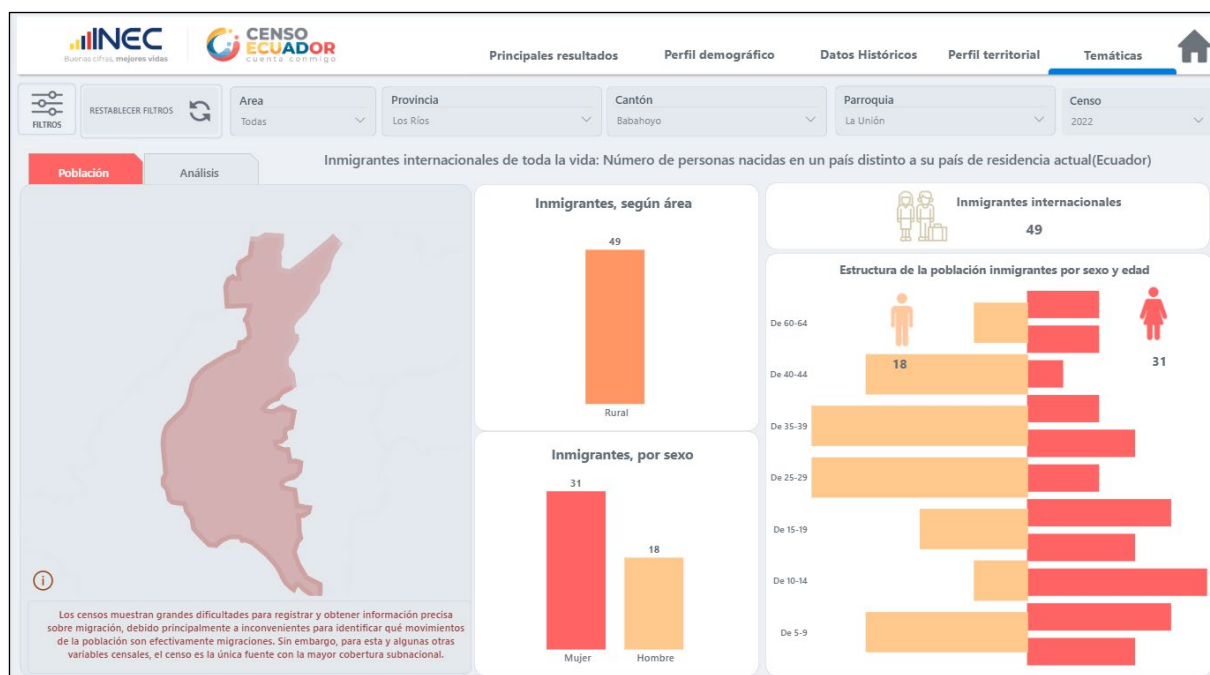 INEC
Buenas cifras, mejores vidas
CENSO
ECUADOR
cuenta conmigo
Principales resultados
Perfil demográfico
Datos Históricos
Perfil territorial
Temáticas
FILTROS
RESTABLECER FILTROS
Area
Todas
Provincia
Los Ríos
Cantón
Babahoyo
Parroquia
La Unión
Censo
2022
Población
Análisis
Inmigrantes internacionales de toda la vida: Número de personas nacidas en un país distinto a su país de residencia actual(Ecuador)
Los censos muestran grandes dificultades para registrar y obtener información precisa
sobre migración, debido principalmente a inconvenientes para identificar qué movimientos
de la población son efectivamente migraciones. Sin embargo, para esta y algunas otras
variables censales, el censo es la única fuente con la mayor cobertura subnacional.
Inmigrantes, según área
49
Rural
Inmigrantes, por sexo
31
18
Mujer
Hombre
Inmigrantes internacionales
49
Estructura de la población inmigrantes por sexo y edad
18
31
De 60-64
De 40-44
De 35-39
De 25-29
De 15-19
De 10-14
De 5-9